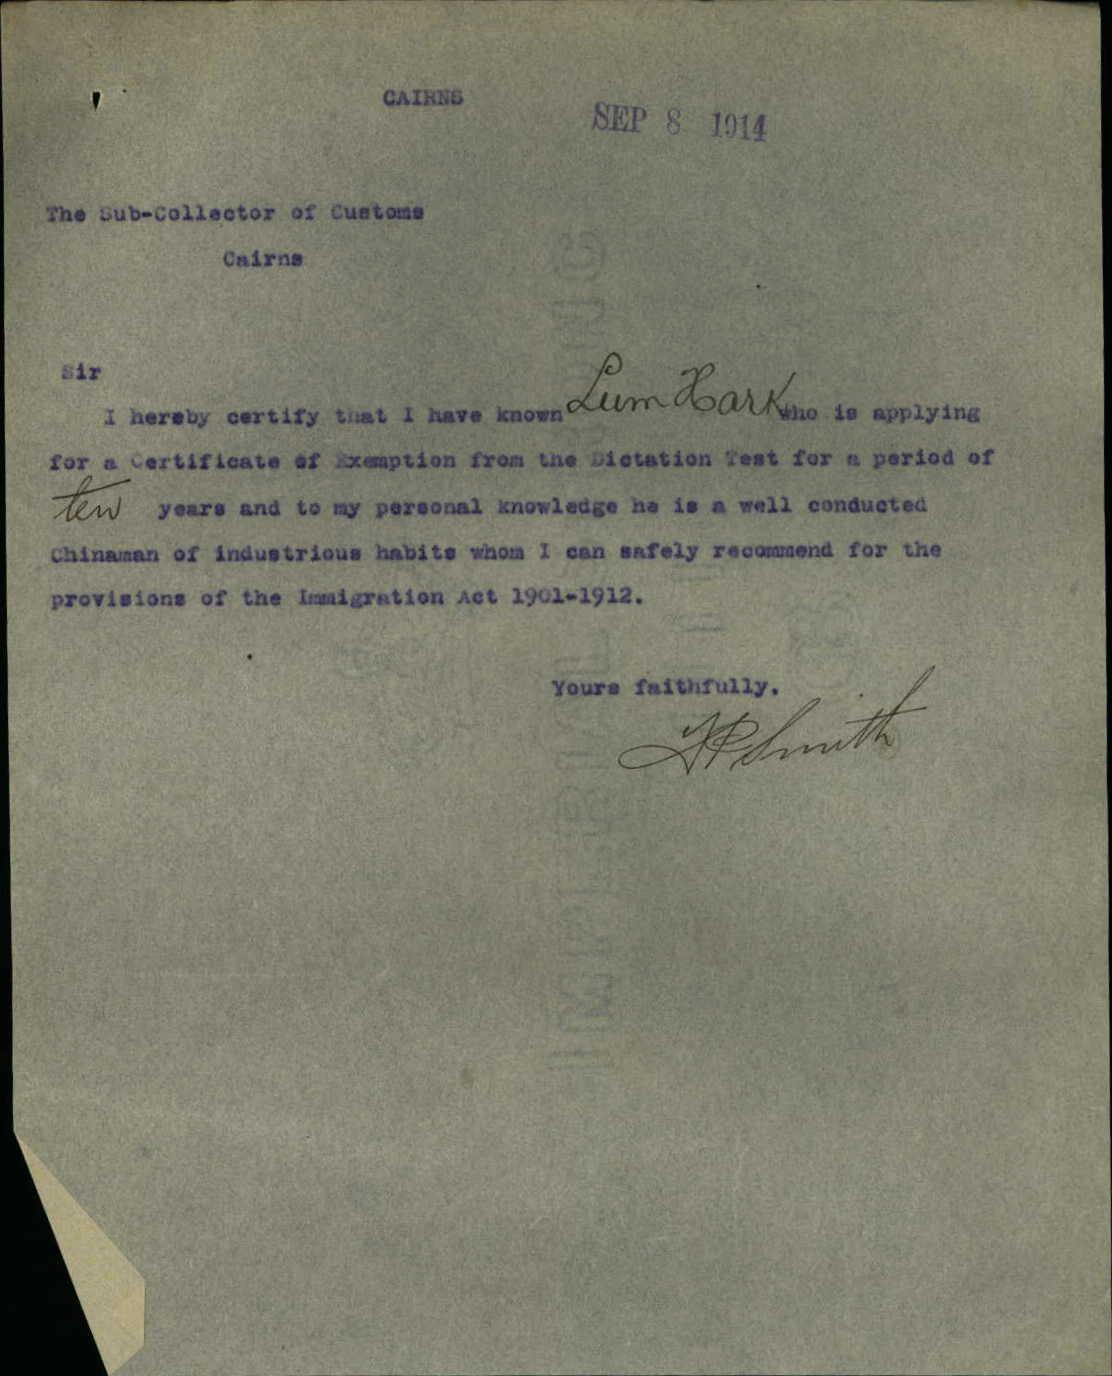 CAIRNS
SEP 8 1914
The Sub-Collector of Customs
Cairns
Sir
I hereby certify that I have known Lum Hark who is applying
for a Certificate of Exemption from the Dictation Test for a period of
ten years and to my personal knowledge he is a well conducted
Chinaman of industrious habits whom I can safely recommend for the
provisions of the Immigration Act 1901-1912.
Yours faithfully.
Smith